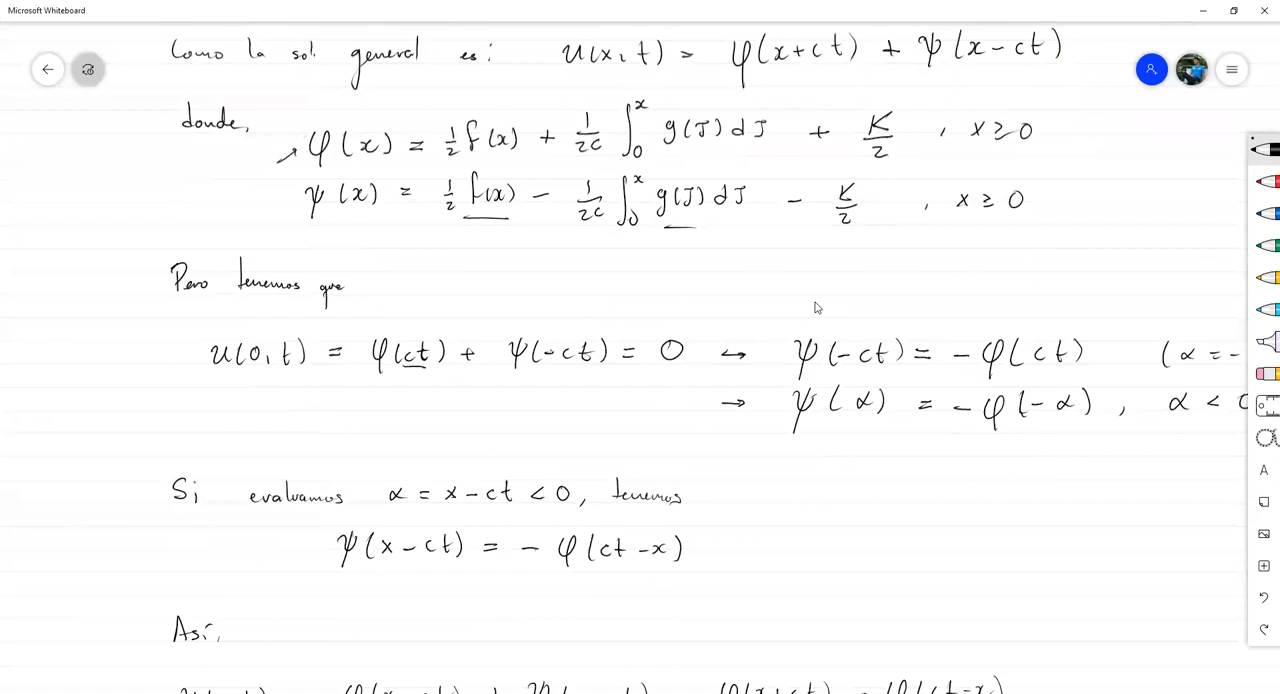 Microsoft Whiteboard
Como la sol. general es: u(x,t) = φ(x+ct) + ψ(x-ct)
donde,
φ(x) = 1/2 f(x) + 1/2c ∫₀ˣ g(J)dJ + K/2 , x≥0
ψ(x) = 1/2 f(x) - 1/2c ∫₀ˣ g(J)dJ - K/2 , x≥0
Pero tenemos que
u(0,t) = φ(ct) + ψ(-ct) = 0 → ψ(-ct) = -φ(ct) (α = -
→ ψ(α) = -φ(-α) , α <
Si evaluamos α = x-ct < 0, tenemos
ψ(x-ct) = - φ(ct-x)
Así,
A